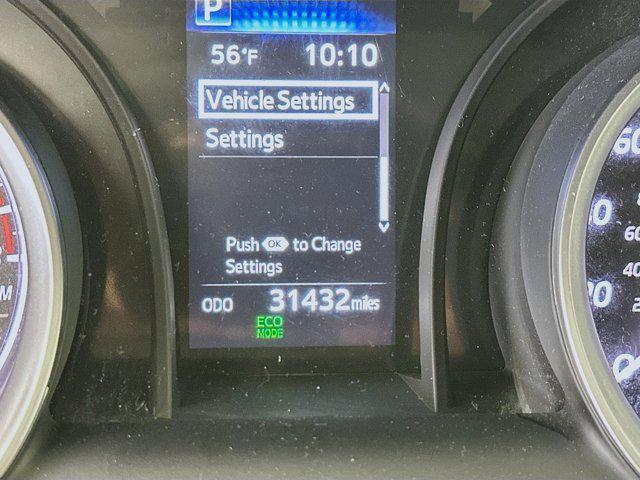 P
56°F 10:10
Vehicle Settings
Settings
Push OK to Change
Settings
ODO 31432 miles
ECO
MODE